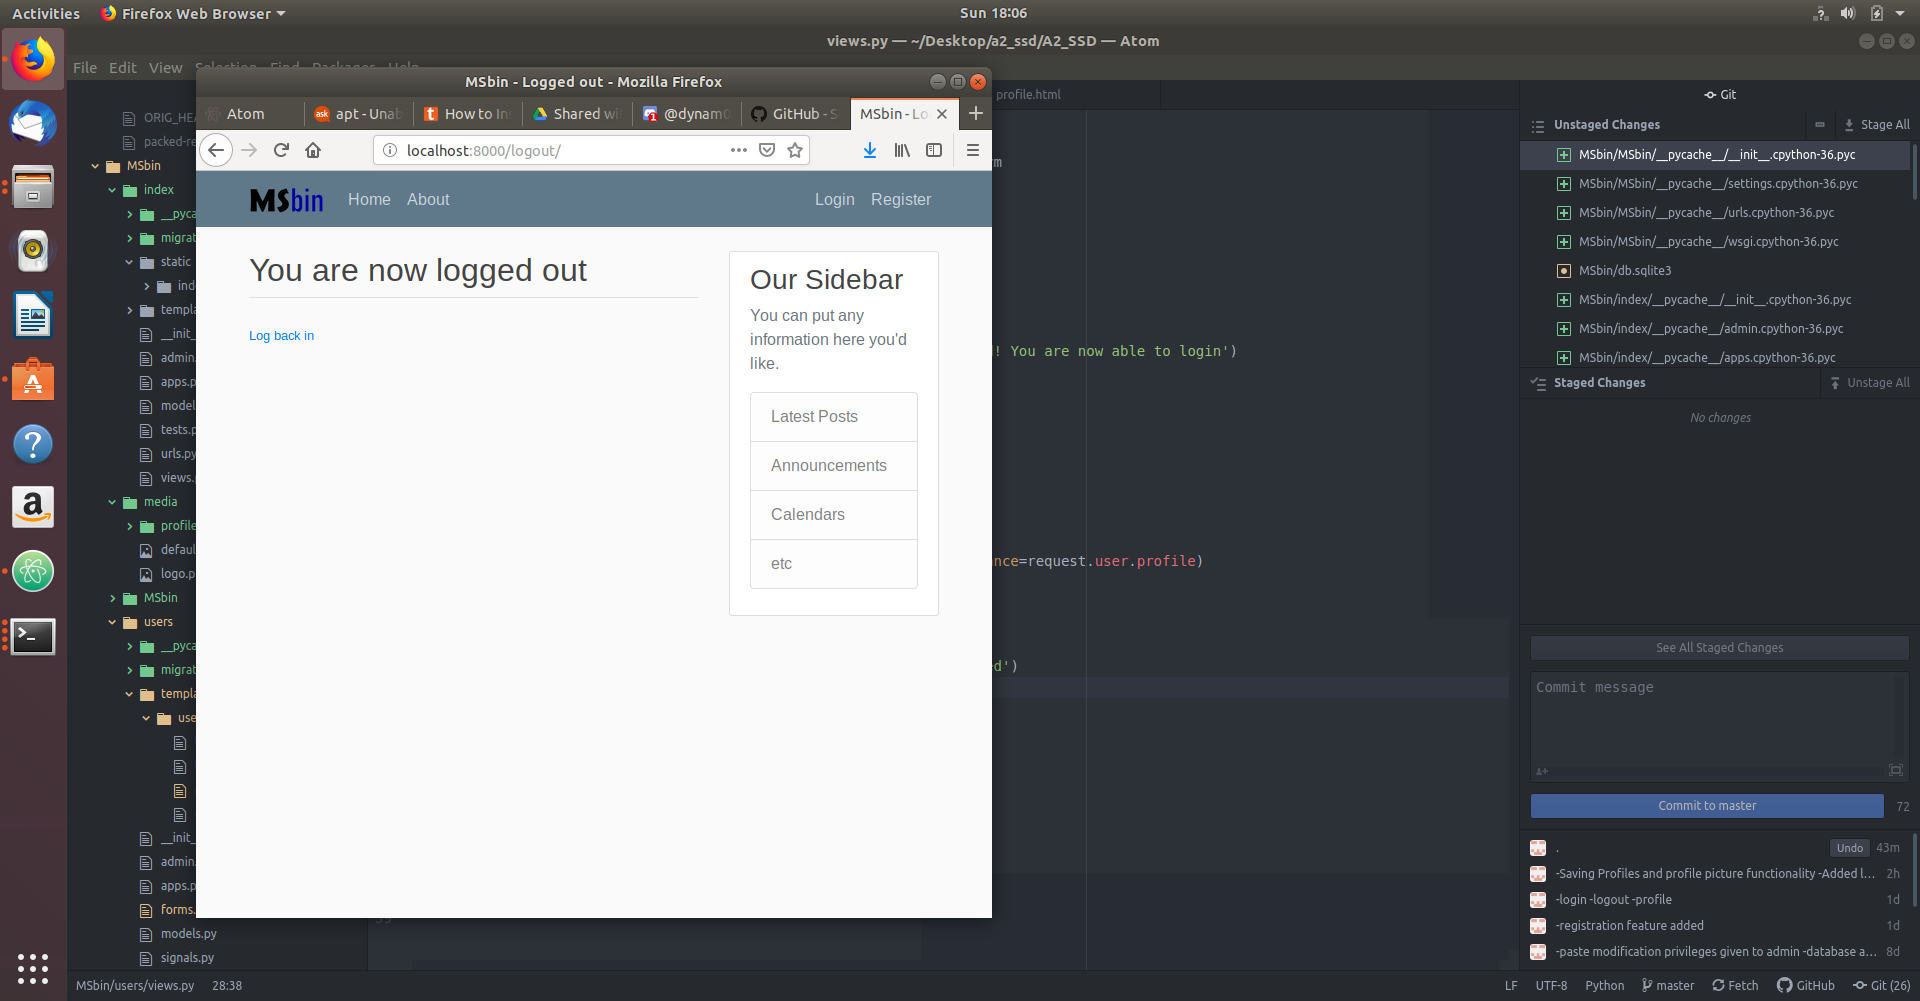 Activities Firefox Web Browser Sun 18:06
views.py — ~/Desktop/a2_ssd/A2_SSD — Atom
File Edit View Selection Find Packages Help
MSbin - Logged out - Mozilla Firefox
Atom apt - Unab How to Ins Shared wi @dynam GitHub - S MSbin - Lo
localhost:8000/logout/
MSbin Home About Login Register
You are now logged out
Log back in
Our Sidebar
You can put any
information here you'd
like.
Latest Posts
Announcements
Calendars
etc
ORIG_HEA
packed-re
MSbin
index
__pyca
migrat
static
ind
templa
__init_
admin.
apps.p
model
tests.p
urls.py
views.
media
profile
defaul
logo.p
MSbin
users
__pyca
migrat
templa
use
__init_
admin.
apps.p
forms.
models.py
signals.py
profile.html
rm
! You are now able to login')
nce=request.user.profile)
ed')
Git
Unstaged Changes Stage All
MSbin/MSbin/__pycache__/__init__.cpython-36.pyc
MSbin/MSbin/__pycache__/settings.cpython-36.pyc
MSbin/MSbin/__pycache__/urls.cpython-36.pyc
MSbin/MSbin/__pycache__/wsgi.cpython-36.pyc
MSbin/db.sqlite3
MSbin/index/__pycache__/__init__.cpython-36.pyc
MSbin/index/__pycache__/admin.cpython-36.pyc
MSbin/index/__pycache__/apps.cpython-36.pyc
Staged Changes Unstage All
No changes
See All Staged Changes
Commit message
Commit to master 72
. Undo 43m
-Saving Profiles and profile picture functionality -Added l... 2h
-login -logout -profile 1d
-registration feature added 1d
-paste modification privileges given to admin -database a... 8d
MSbin/users/views.py 28:38 LF UTF-8 Python master Fetch GitHub Git (26)